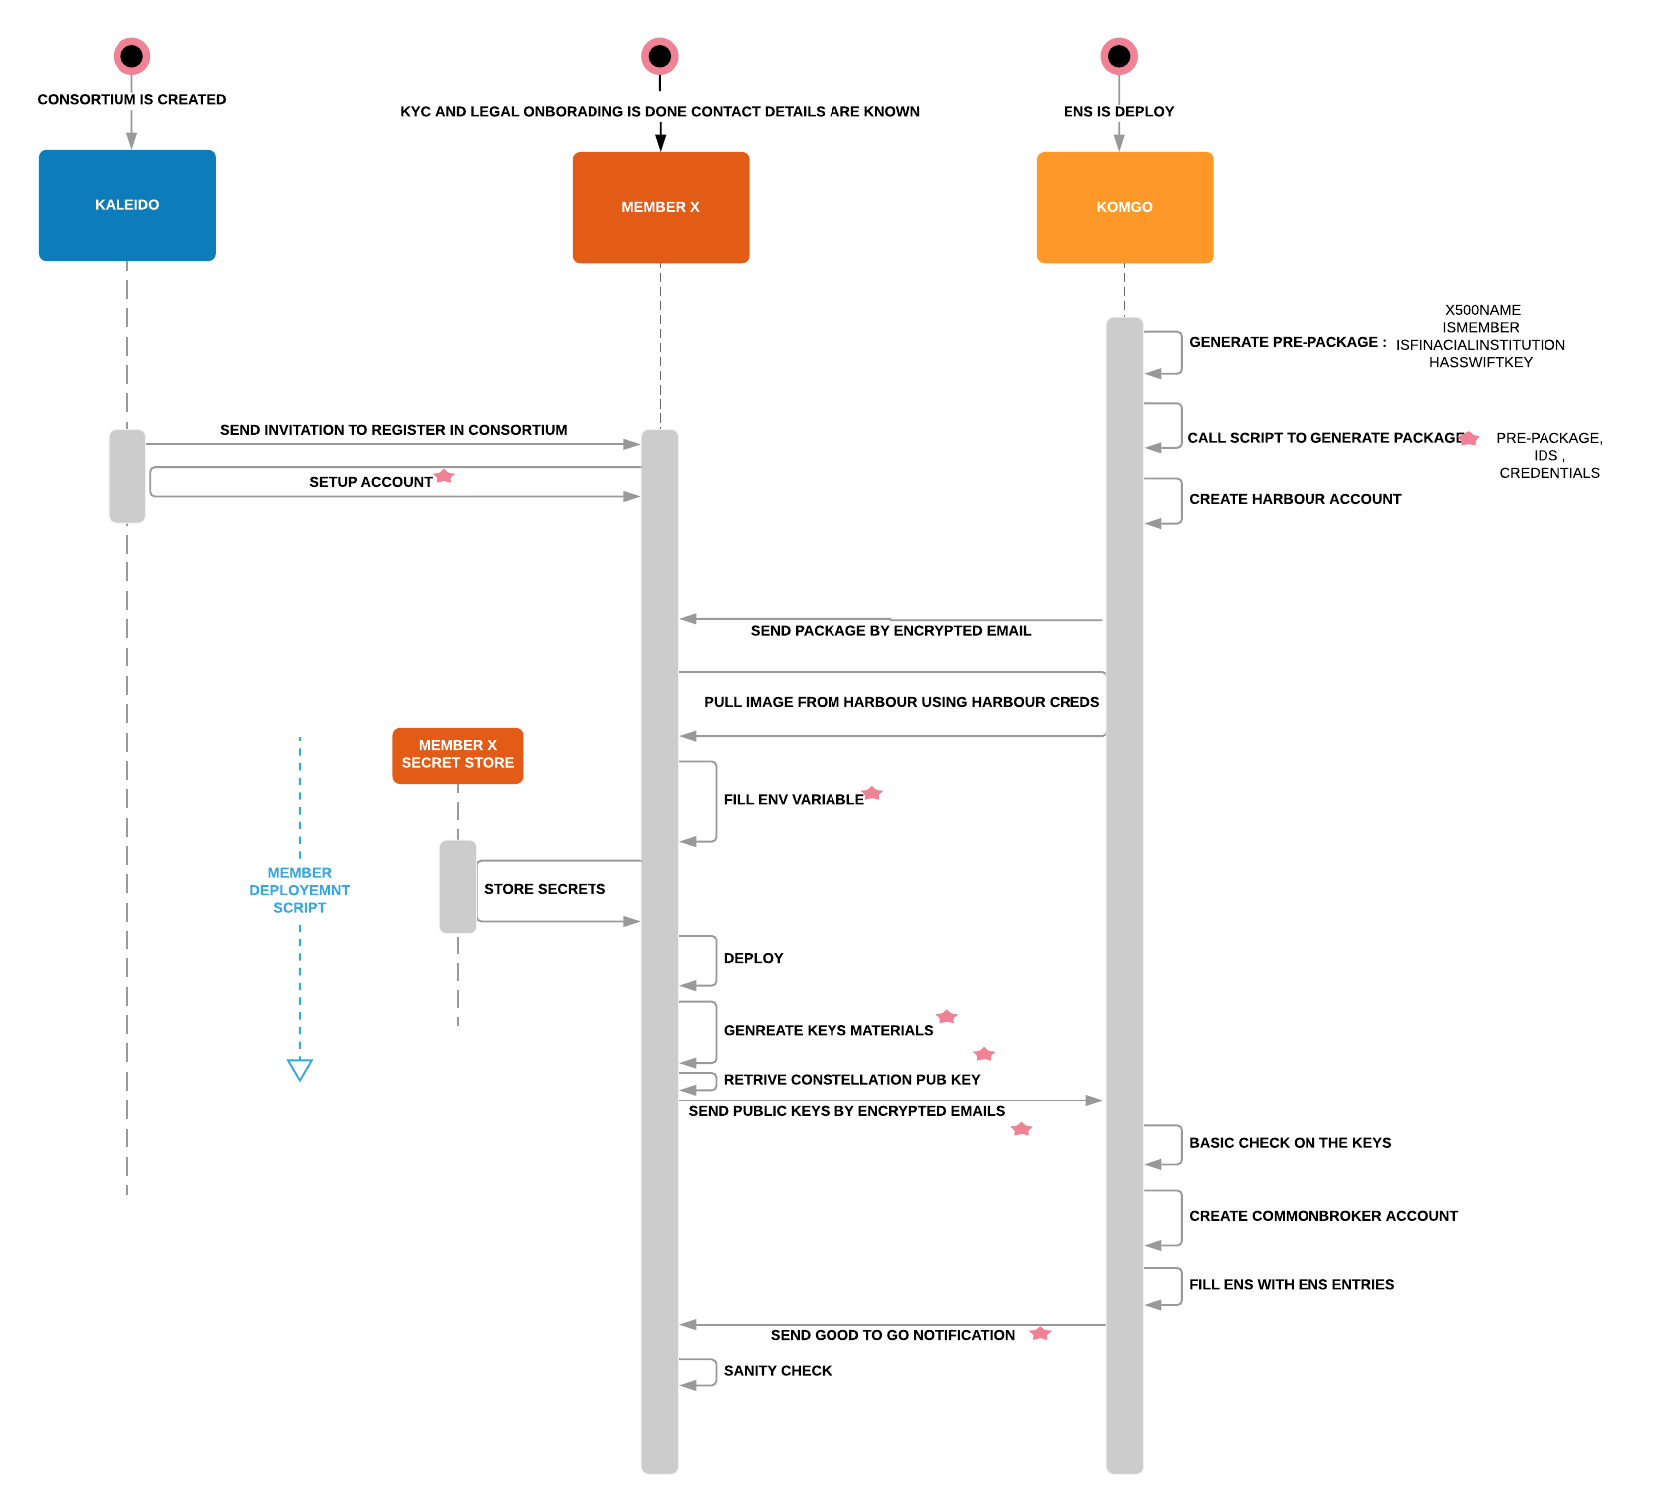 CONSORTIUM IS CREATED
KYC AND LEGAL ONBORADING IS DONE CONTACT DETAILS ARE KNOWN
ENS IS DEPLOY
KALEIDO
MEMBER X
KOMGO
X500NAME
ISMEMBER
GENERATE PRE-PACKAGE : ISFINACIALINSTITUTION
HASSWIFTKEY
SEND INVITATION TO REGISTER IN CONSORTIUM
CALL SCRIPT TO GENERATE PACKAGE
PRE-PACKAGE,
IDS ,
CREDENTIALS
SETUP ACCOUNT
CREATE HARBOUR ACCOUNT
SEND PACKAGE BY ENCRYPTED EMAIL
PULL IMAGE FROM HARBOUR USING HARBOUR CREDS
MEMBER X
SECRET STORE
FILL ENV VARIABLE
MEMBER
DEPLOYEMNT
SCRIPT
STORE SECRETS
DEPLOY
GENREATE KEYS MATERIALS
RETRIVE CONSTELLATION PUB KEY
SEND PUBLIC KEYS BY ENCRYPTED EMAILS
BASIC CHECK ON THE KEYS
CREATE COMMONBROKER ACCOUNT
FILL ENS WITH ENS ENTRIES
SEND GOOD TO GO NOTIFICATION
SANITY CHECK